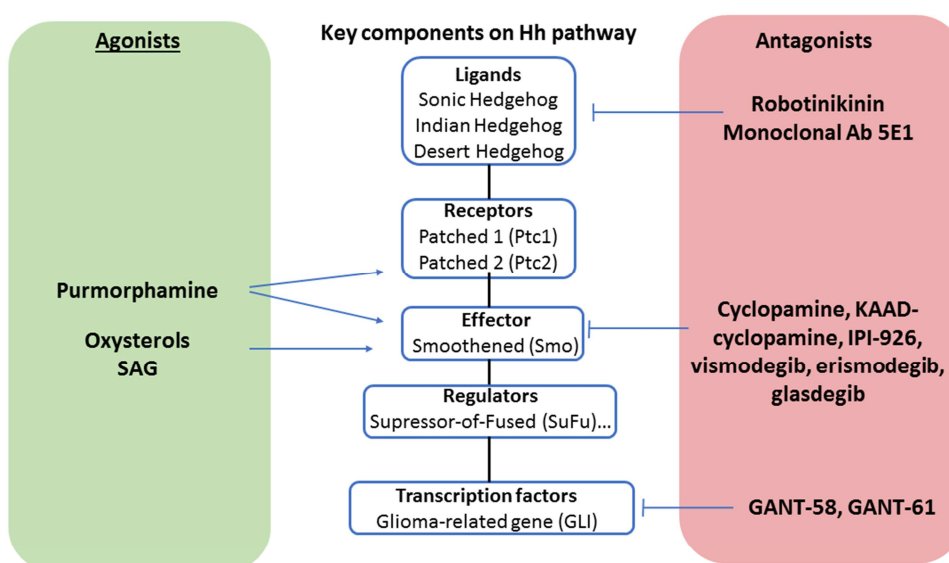 Agonists
Key components on Hh pathway
Antagonists
Ligands
Sonic Hedgehog
Indian Hedgehog
Desert Hedgehog
Robotinikinin
Monoclonal Ab 5E1
Receptors
Patched 1 (Ptc1)
Patched 2 (Ptc2)
Purmorphamine
Oxysterols
SAG
Effector
Smoothened (Smo)
Cyclopamine, KAAD-
cyclopamine, IPI-926,
vismodegib, erismodegib,
glasdegib
Regulators
Supressor-of-Fused (SuFu)...
Transcription factors
Glioma-related gene (GLI)
GANT-58, GANT-61